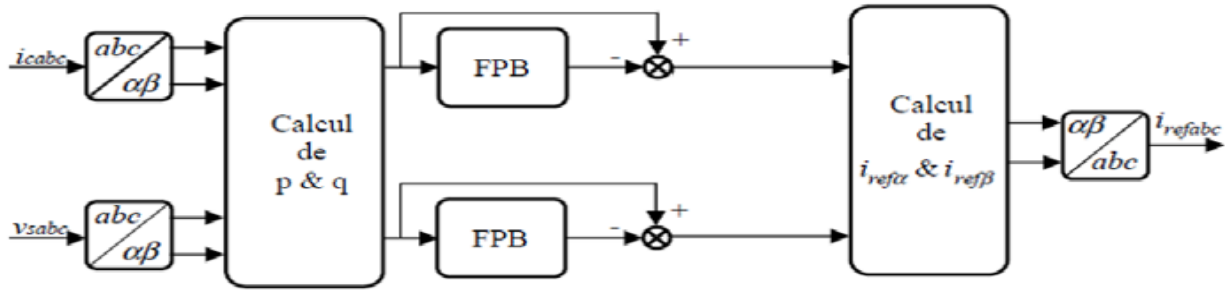 i_cabc
abc
αβ
v_sabc
abc
αβ
Calcul
de
p & q
FPB
- +
FPB
- +
Calcul
de
i_refα & i_refβ
αβ
abc
i_refabc